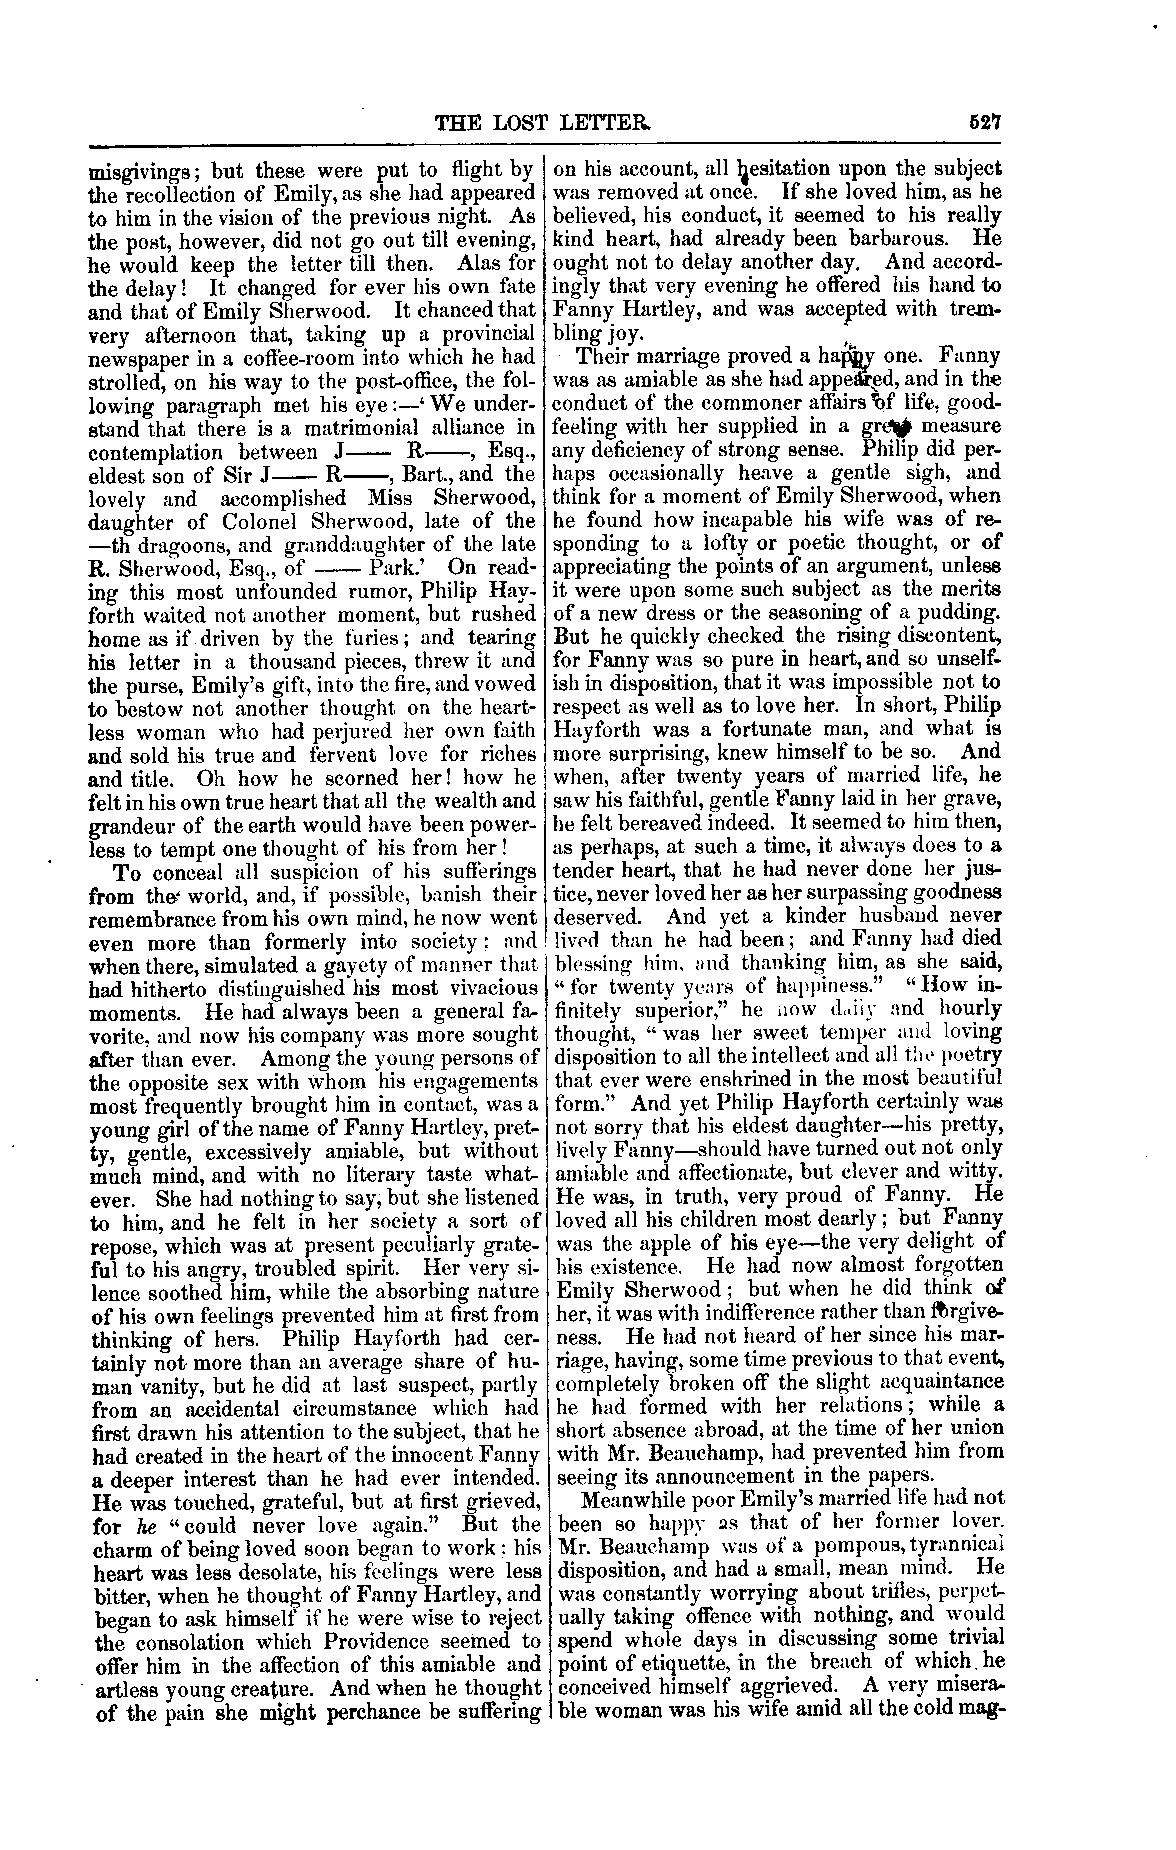 THE LOST LETTER. 527
misgivings; but these were put to flight by
the recollection of Emily, as she had appeared
to him in the vision of the previous night. As
the post, however, did not go out till evening,
he would keep the letter till then. Alas for
the delay! It changed for ever his own fate
and that of Emily Sherwood. It chanced that
very afternoon that, taking up a provincial
newspaper in a coffee-room into which he had
strolled, on his way to the post-office, the fol-
lowing paragraph met his eye:—‘We under-
stand that there is a matrimonial alliance in
contemplation between J—— R——, Esq.,
eldest son of Sir J—— R——, Bart., and the
lovely and accomplished Miss Sherwood,
daughter of Colonel Sherwood, late of the
—th dragoons, and granddaughter of the late
R. Sherwood, Esq., of —— Park.’ On read-
ing this most unfounded rumor, Philip Hay-
forth waited not another moment, but rushed
home as if driven by the furies; and tearing
his letter in a thousand pieces, threw it and
the purse, Emily's gift, into the fire, and vowed
to bestow not another thought on the heart-
less woman who had perjured her own faith
and sold his true and fervent love for riches
and title. Oh how he scorned her! how he
felt in his own true heart that all the wealth and
grandeur of the earth would have been power-
less to tempt one thought of his from her!
To conceal all suspicion of his sufferings
from the world, and, if possible, banish their
remembrance from his own mind, he now went
even more than formerly into society; and
when there, simulated a gayety of manner that
had hitherto distinguished his most vivacious
moments. He had always been a general fa-
vorite, and now his company was more sought
after than ever. Among the young persons of
the opposite sex with whom his engagements
most frequently brought him in contact, was a
young girl of the name of Fanny Hartley, pret-
ty, gentle, excessively amiable, but without
much mind, and with no literary taste what-
ever. She had nothing to say, but she listened
to him, and he felt in her society a sort of
repose, which was at present peculiarly grate-
ful to his angry, troubled spirit. Her very si-
lence soothed him, while the absorbing nature
of his own feelings prevented him at first from
thinking of hers. Philip Hayforth had cer-
tainly not more than an average share of hu-
man vanity, but he did at last suspect, partly
from an accidental circumstance which had
first drawn his attention to the subject, that he
had created in the heart of the innocent Fanny
a deeper interest than he had ever intended.
He was touched, grateful, but at first grieved,
for he “could never love again.” But the
charm of being loved soon began to work: his
heart was less desolate, his feelings were less
bitter, when he thought of Fanny Hartley, and
began to ask himself if he were wise to reject
the consolation which Providence seemed to
offer him in the affection of this amiable and
artless young creature. And when he thought
of the pain she might perchance be suffering
on his account, all hesitation upon the subject
was removed at once. If she loved him, as he
believed, his conduct, it seemed to his really
kind heart, had already been barbarous. He
ought not to delay another day. And accord-
ingly that very evening he offered his hand to
Fanny Hartley, and was accepted with trem-
bling joy.
Their marriage proved a happy one. Fanny
was as amiable as she had appeared, and in the
conduct of the commoner affairs of life, good-
feeling with her supplied in a great measure
any deficiency of strong sense. Philip did per-
haps occasionally heave a gentle sigh, and
think for a moment of Emily Sherwood, when
he found how incapable his wife was of re-
sponding to a lofty or poetic thought, or of
appreciating the points of an argument, unless
it were upon some such subject as the merits
of a new dress or the seasoning of a pudding.
But he quickly checked the rising discontent,
for Fanny was so pure in heart, and so unself-
ish in disposition, that it was impossible not to
respect as well as to love her. In short, Philip
Hayforth was a fortunate man, and what is
more surprising, knew himself to be so. And
when, after twenty years of married life, he
saw his faithful, gentle Fanny laid in her grave,
he felt bereaved indeed. It seemed to him then,
as perhaps, at such a time, it always does to a
tender heart, that he had never done her jus-
tice, never loved her as her surpassing goodness
deserved. And yet a kinder husband never
lived than he had been; and Fanny had died
blessing him, and thanking him, as she said,
“for twenty years of happiness.” “How in-
finitely superior,” he now daily and hourly
thought, “was her sweet temper and loving
disposition to all the intellect and all the poetry
that ever were enshrined in the most beautiful
form.” And yet Philip Hayforth certainly was
not sorry that his eldest daughter—his pretty,
lively Fanny—should have turned out not only
amiable and affectionate, but clever and witty.
He was, in truth, very proud of Fanny. He
loved all his children most dearly; but Fanny
was the apple of his eye—the very delight of
his existence. He had now almost forgotten
Emily Sherwood; but when he did think of
her, it was with indifference rather than forgive-
ness. He had not heard of her since his mar-
riage, having, some time previous to that event,
completely broken off the slight acquaintance
he had formed with her relations; while a
short absence abroad, at the time of her union
with Mr. Beauchamp, had prevented him from
seeing its announcement in the papers.
Meanwhile poor Emily's married life had not
been so happy as that of her former lover.
Mr. Beauchamp was of a pompous, tyrannical
disposition, and had a small, mean mind. He
was constantly worrying about trifles, perpet-
ually taking offence with nothing, and would
spend whole days in discussing some trivial
point of etiquette, in the breach of which he
conceived himself aggrieved. A very misera-
ble woman was his wife amid all the cold mag-